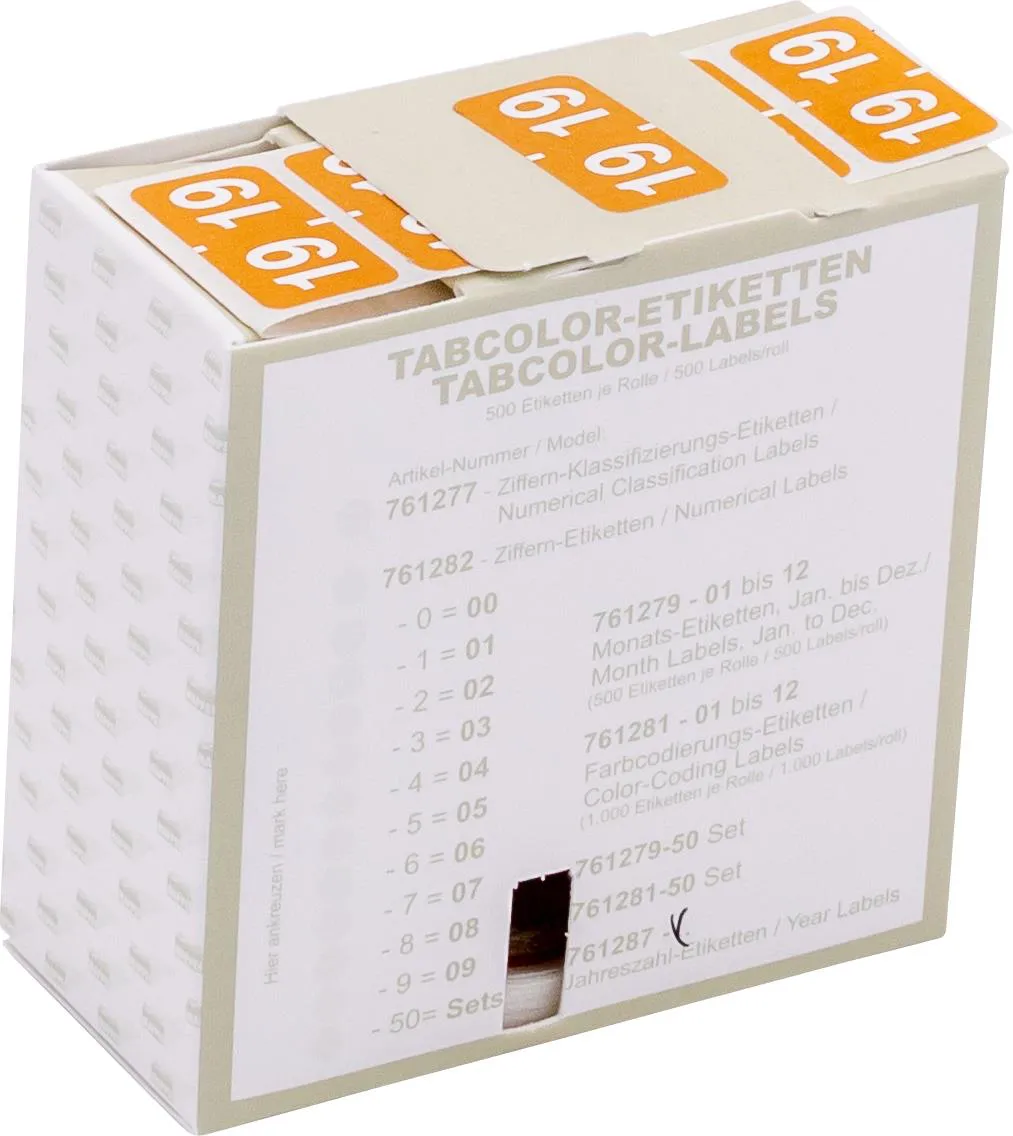 19 19
19 19
19 19
TABCOLOR-ETIKETTEN
TABCOLOR-LABELS
500 Etiketten je Rolle / 500 Labels/roll
Artikel-Nummer / Model
761277 - Ziffern-Klassifizierungs-Etiketten /
Numerical Classification Labels
761282 - Ziffern-Etiketten / Numerical Labels
- 0 = 00
- 1 = 01
- 2 = 02
- 3 = 03
- 4 = 04
- 5 = 05
- 6 = 06
- 7 = 07
- 8 = 08
- 9 = 09
- 50= Sets
761279 - 01 bis 12
Monats-Etiketten, Jan. bis Dez./
Month Labels, Jan. to Dec.
(500 Etiketten je Rolle / 500 Labels/roll)
761281 - 01 bis 12
Farbcodierungs-Etiketten /
Color-Coding Labels
(1.000 Etiketten je Rolle / 1.000 Labels/roll)
761279-50 Set
761281-50 Set
761287 -
Jahreszahl-Etiketten / Year Labels
Hier ankreuzen / mark here